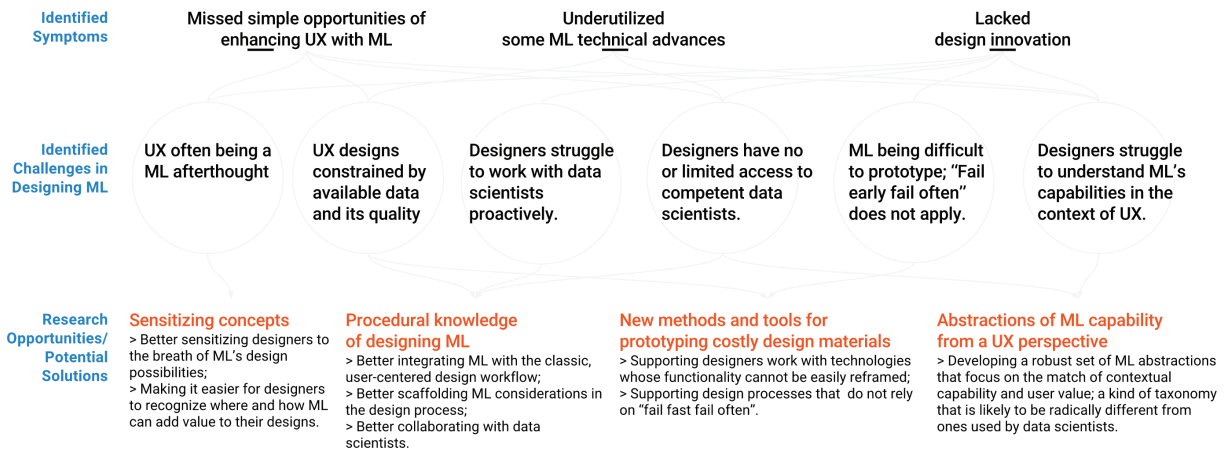 Identified
Symptoms
Missed simple opportunities of
enhancing UX with ML
Underutilized
some ML technical advances
Lacked
design innovation
Identified
Challenges in
Designing ML
UX often being a
ML afterthought
UX designs
constrained by
available data
and its quality
Designers struggle
to work with data
scientists
proactively.
Designers have no
or limited access to
competent data
scientists.
ML being difficult
to prototype; “Fail
early fail often”
does not apply.
Designers struggle
to understand ML’s
capabilities in the
context of UX.
Research
Opportunities/
Potential
Solutions
Sensitizing concepts
> Better sensitizing designers to
the breath of ML’s design
possibilities;
> Making it easier for designers
to recognize where and how ML
can add value to their designs.
Procedural knowledge
of designing ML
> Better integrating ML with the classic,
user-centered design workflow;
> Better scaffolding ML considerations in
the design process;
> Better collaborating with data
scientists.
New methods and tools for
prototyping costly design materials
> Supporting designers work with technologies
whose functionality cannot be easily reframed;
> Supporting design processes that do not rely
on “fail fast fail often”.
Abstractions of ML capability
from a UX perspective
> Developing a robust set of ML abstractions
that focus on the match of contextual
capability and user value; a kind of taxonomy
that is likely to be radically different from
ones used by data scientists.